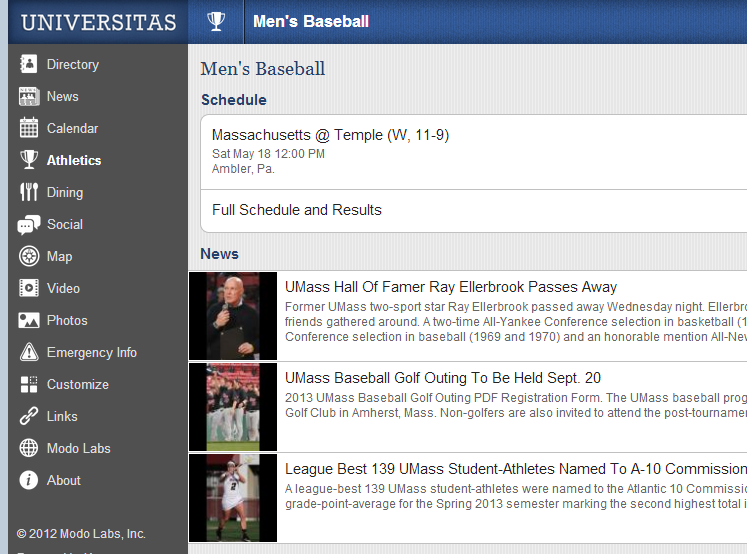 UNIVERSITAS
Men's Baseball
Directory
News
Calendar
Athletics
Dining
Social
Map
Video
Photos
Emergency Info
Customize
Links
Modo Labs
About
© 2012 Modo Labs, Inc.
Men's Baseball
Schedule
Massachusetts @ Temple (W, 11-9)
Sat May 18 12:00 PM
Ambler, Pa.
Full Schedule and Results
News
UMass Hall Of Famer Ray Ellerbrook Passes Away
Former UMass two-sport star Ray Ellerbrook passed away Wednesday night. Ellerbro
friends gathered around. A two-time All-Yankee Conference selection in basketball (1
Conference selection in baseball (1969 and 1970) and an honorable mention All-New
UMass Baseball Golf Outing To Be Held Sept. 20
2013 UMass Baseball Golf Outing PDF Registration Form. The UMass baseball prog
Golf Club in Amherst, Mass. Non-golfers are also invited to attend the post-tournamen
League Best 139 UMass Student-Athletes Named To A-10 Commission
A league-best 139 UMass student-athletes were named to the Atlantic 10 Commissio
grade-point-average for the Spring 2013 semester marking the second highest total i